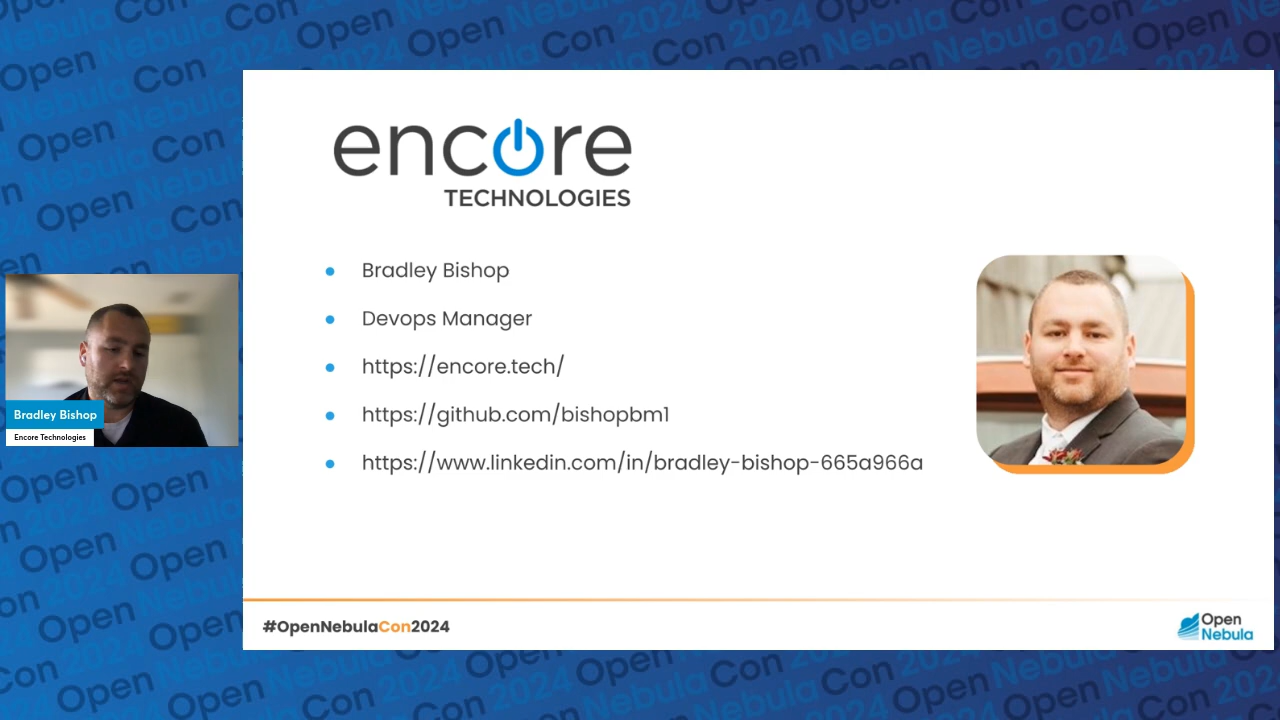 encore
TECHNOLOGIES
Bradley Bishop
Devops Manager
https://encore.tech/
https://github.com/bishopbm1
https://www.linkedin.com/in/bradley-bishop-665a966a
Bradley Bishop
Encore Technologies
#OpenNebulaCon2024
Open
Nebula